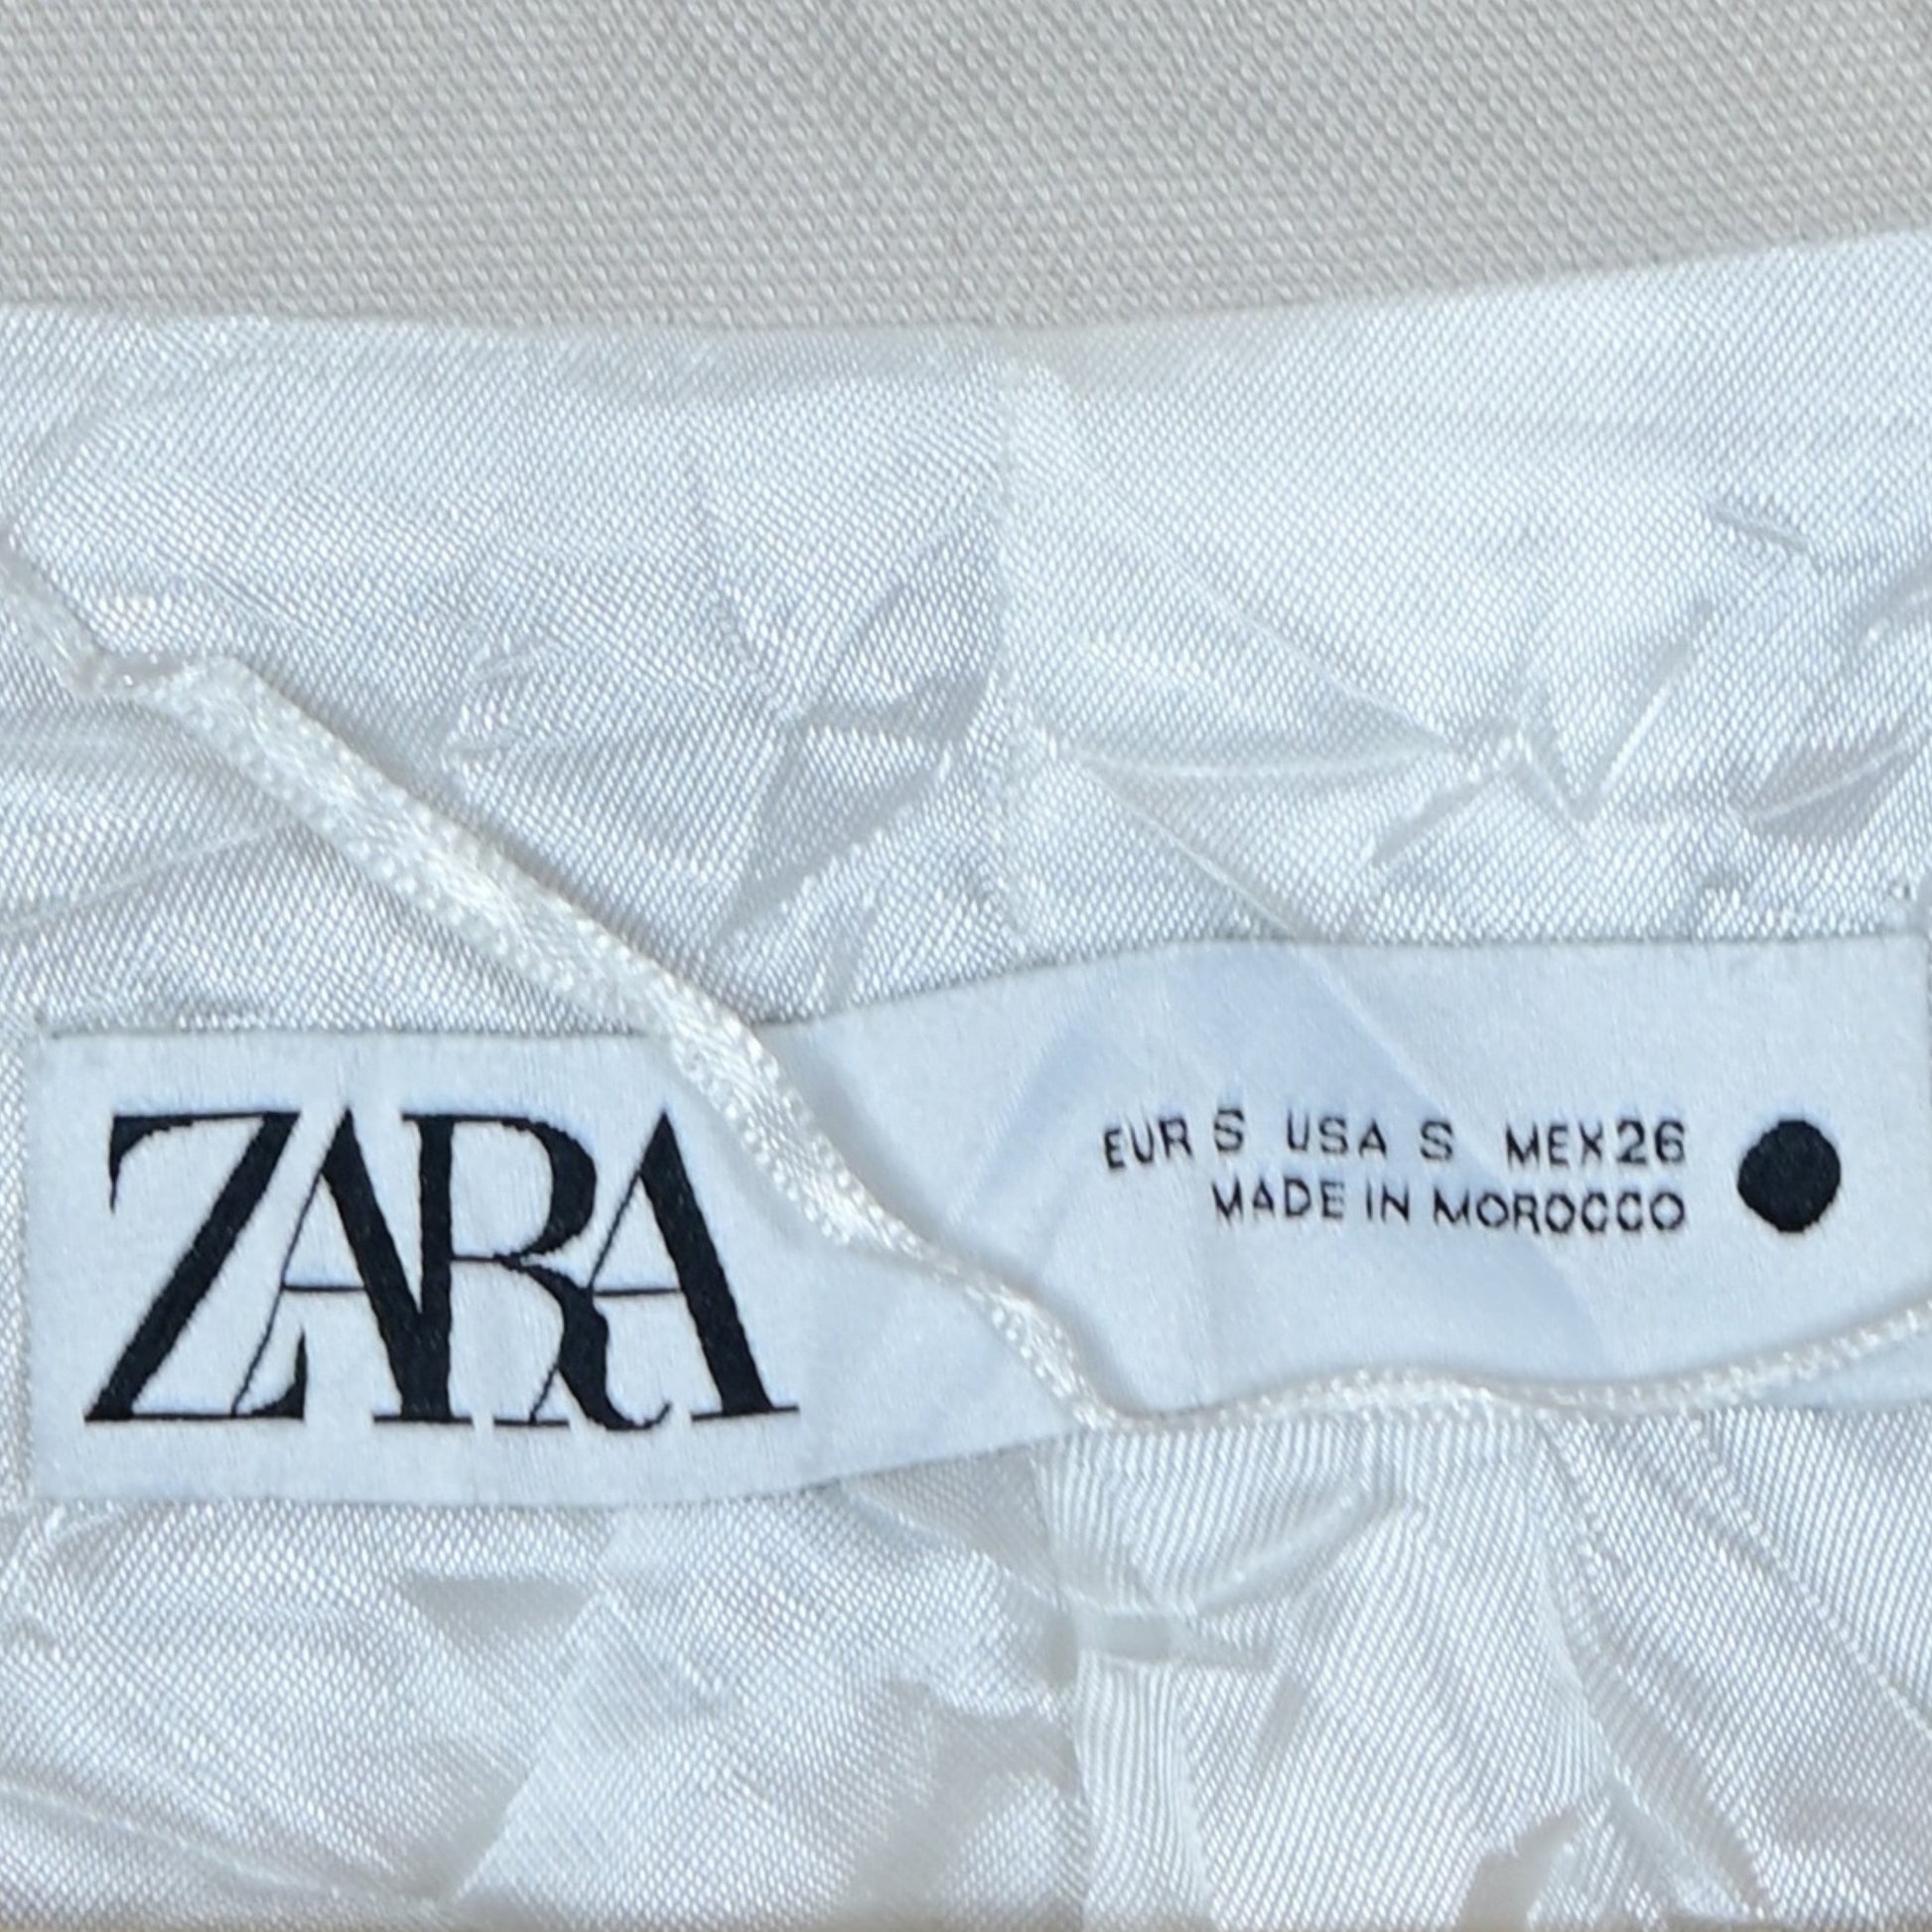 ZARA
EUR S USA S MEX 26
MADE IN MOROCCO